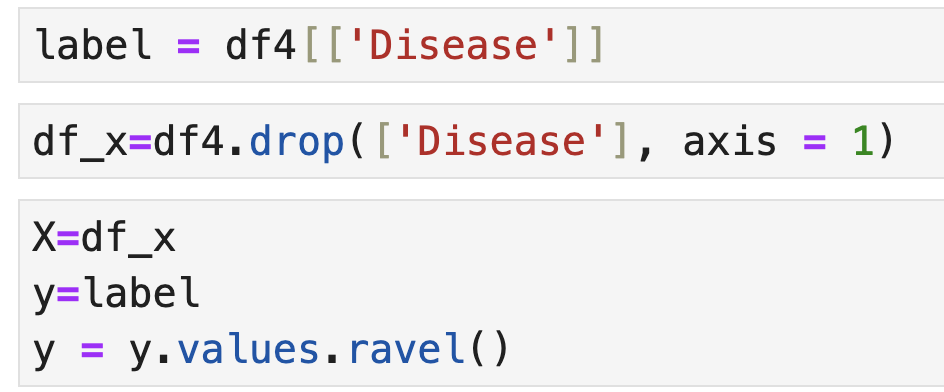 label = df4[['Disease']]
df_x=df4.drop(['Disease'], axis = 1)
X=df_x
y=label
y = y.values.ravel()